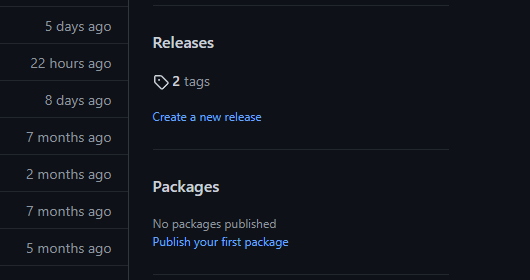 5 days ago
22 hours ago
8 days ago
7 months ago
2 months ago
7 months ago
5 months ago
Releases
2 tags
Create a new release
Packages
No packages published
Publish your first package